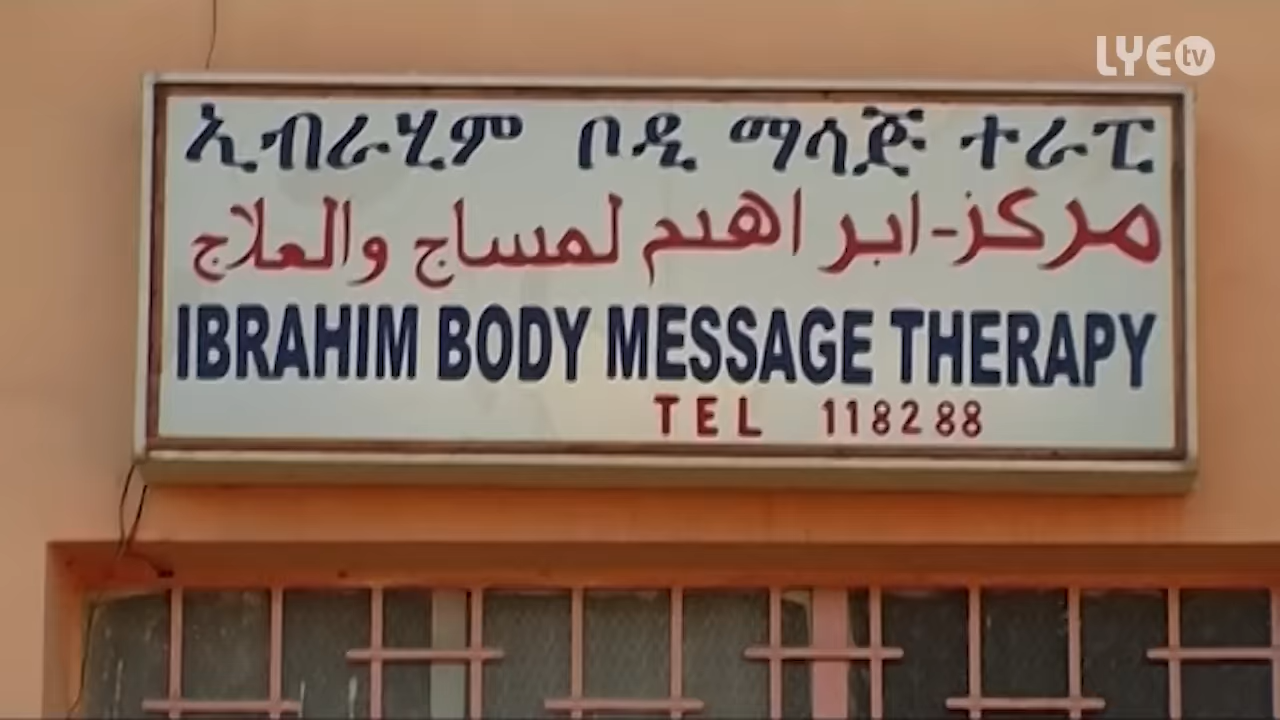 LYE tv
ኢብራሂም ቦዲ ማሳጅ ተራፒ
مركز-ابراهيم لمساج والعلاج
IBRAHIM BODY MESSAGE THERAPY
TEL 118288